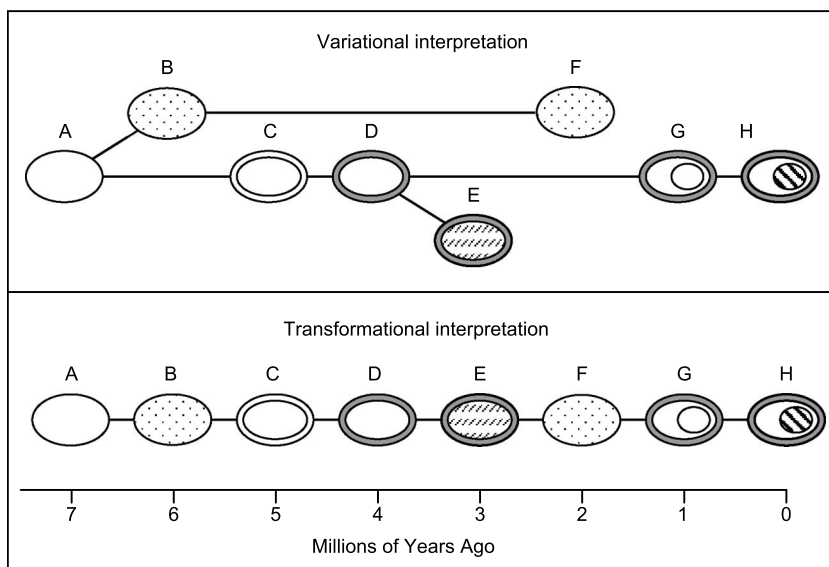 Variational interpretation
B F
A C D G H
E
Transformational interpretation
A B C D E F G H
7 6 5 4 3 2 1 0
Millions of Years Ago